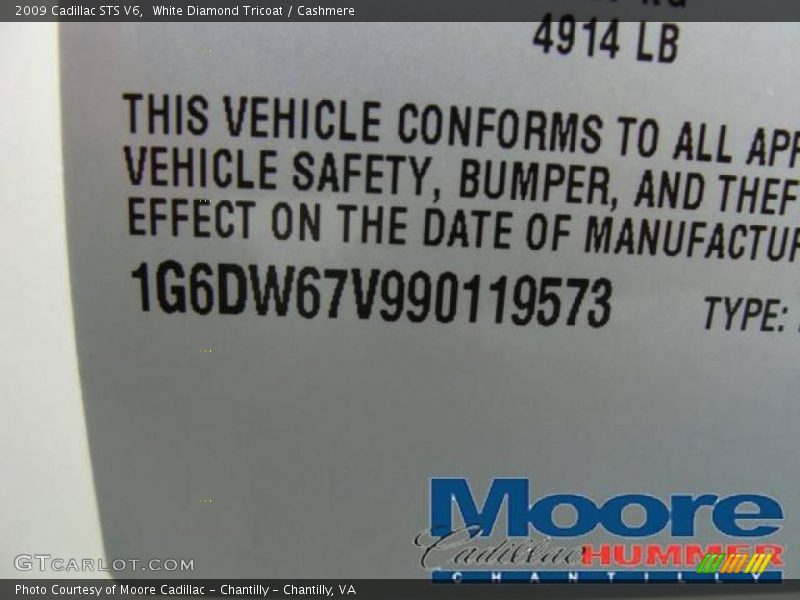 2009 Cadillac STS V6, White Diamond Tricoat / Cashmere
4914 LB
THIS VEHICLE CONFORMS TO ALL APP
VEHICLE SAFETY, BUMPER, AND THEF
EFFECT ON THE DATE OF MANUFACTUR
1G6DW67V990119573
TYPE:
Moore
Cadillac HUMMER
CHANTILLY
GTCARLOT.COM
Photo Courtesy of Moore Cadillac - Chantilly - Chantilly, VA